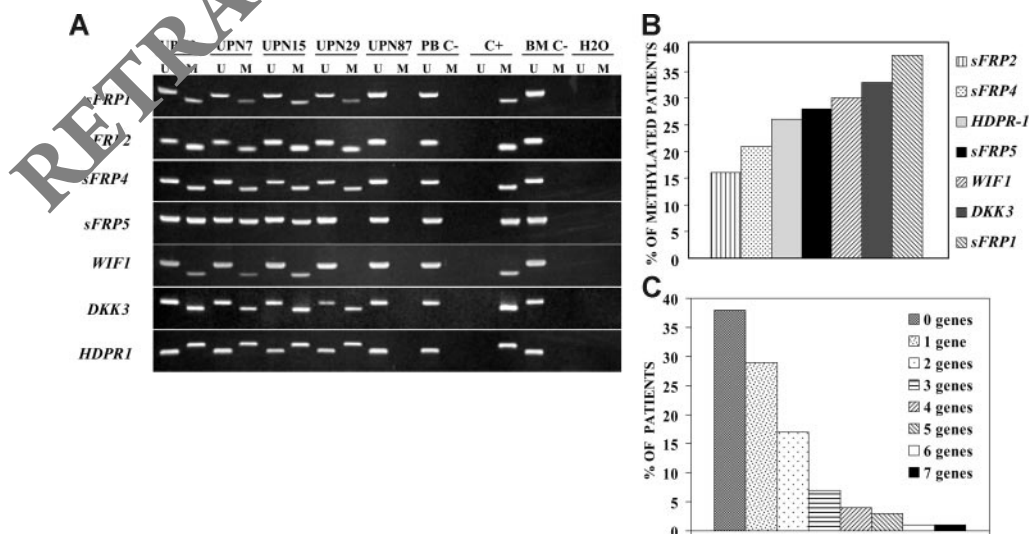 A
UPN7 UPN15 UPN29 UPN87 PB C- C+ BM C- H2O
U M U M U M U M U M U M U M U M U M
sFRP1
sFRP4
sFRP5
WIF1
DKK3
HDPR1
RETRA
B
% OF METHYLATED PATIENTS
40
35
30
25
20
15
10
5
0
sFRP2
sFRP4
HDPR-1
sFRP5
WIF1
DKK3
sFRP1
C
% OF PATIENTS
40
35
30
25
20
15
10
5
0
0 genes
1 gene
2 genes
3 genes
4 genes
5 genes
6 genes
7 genes